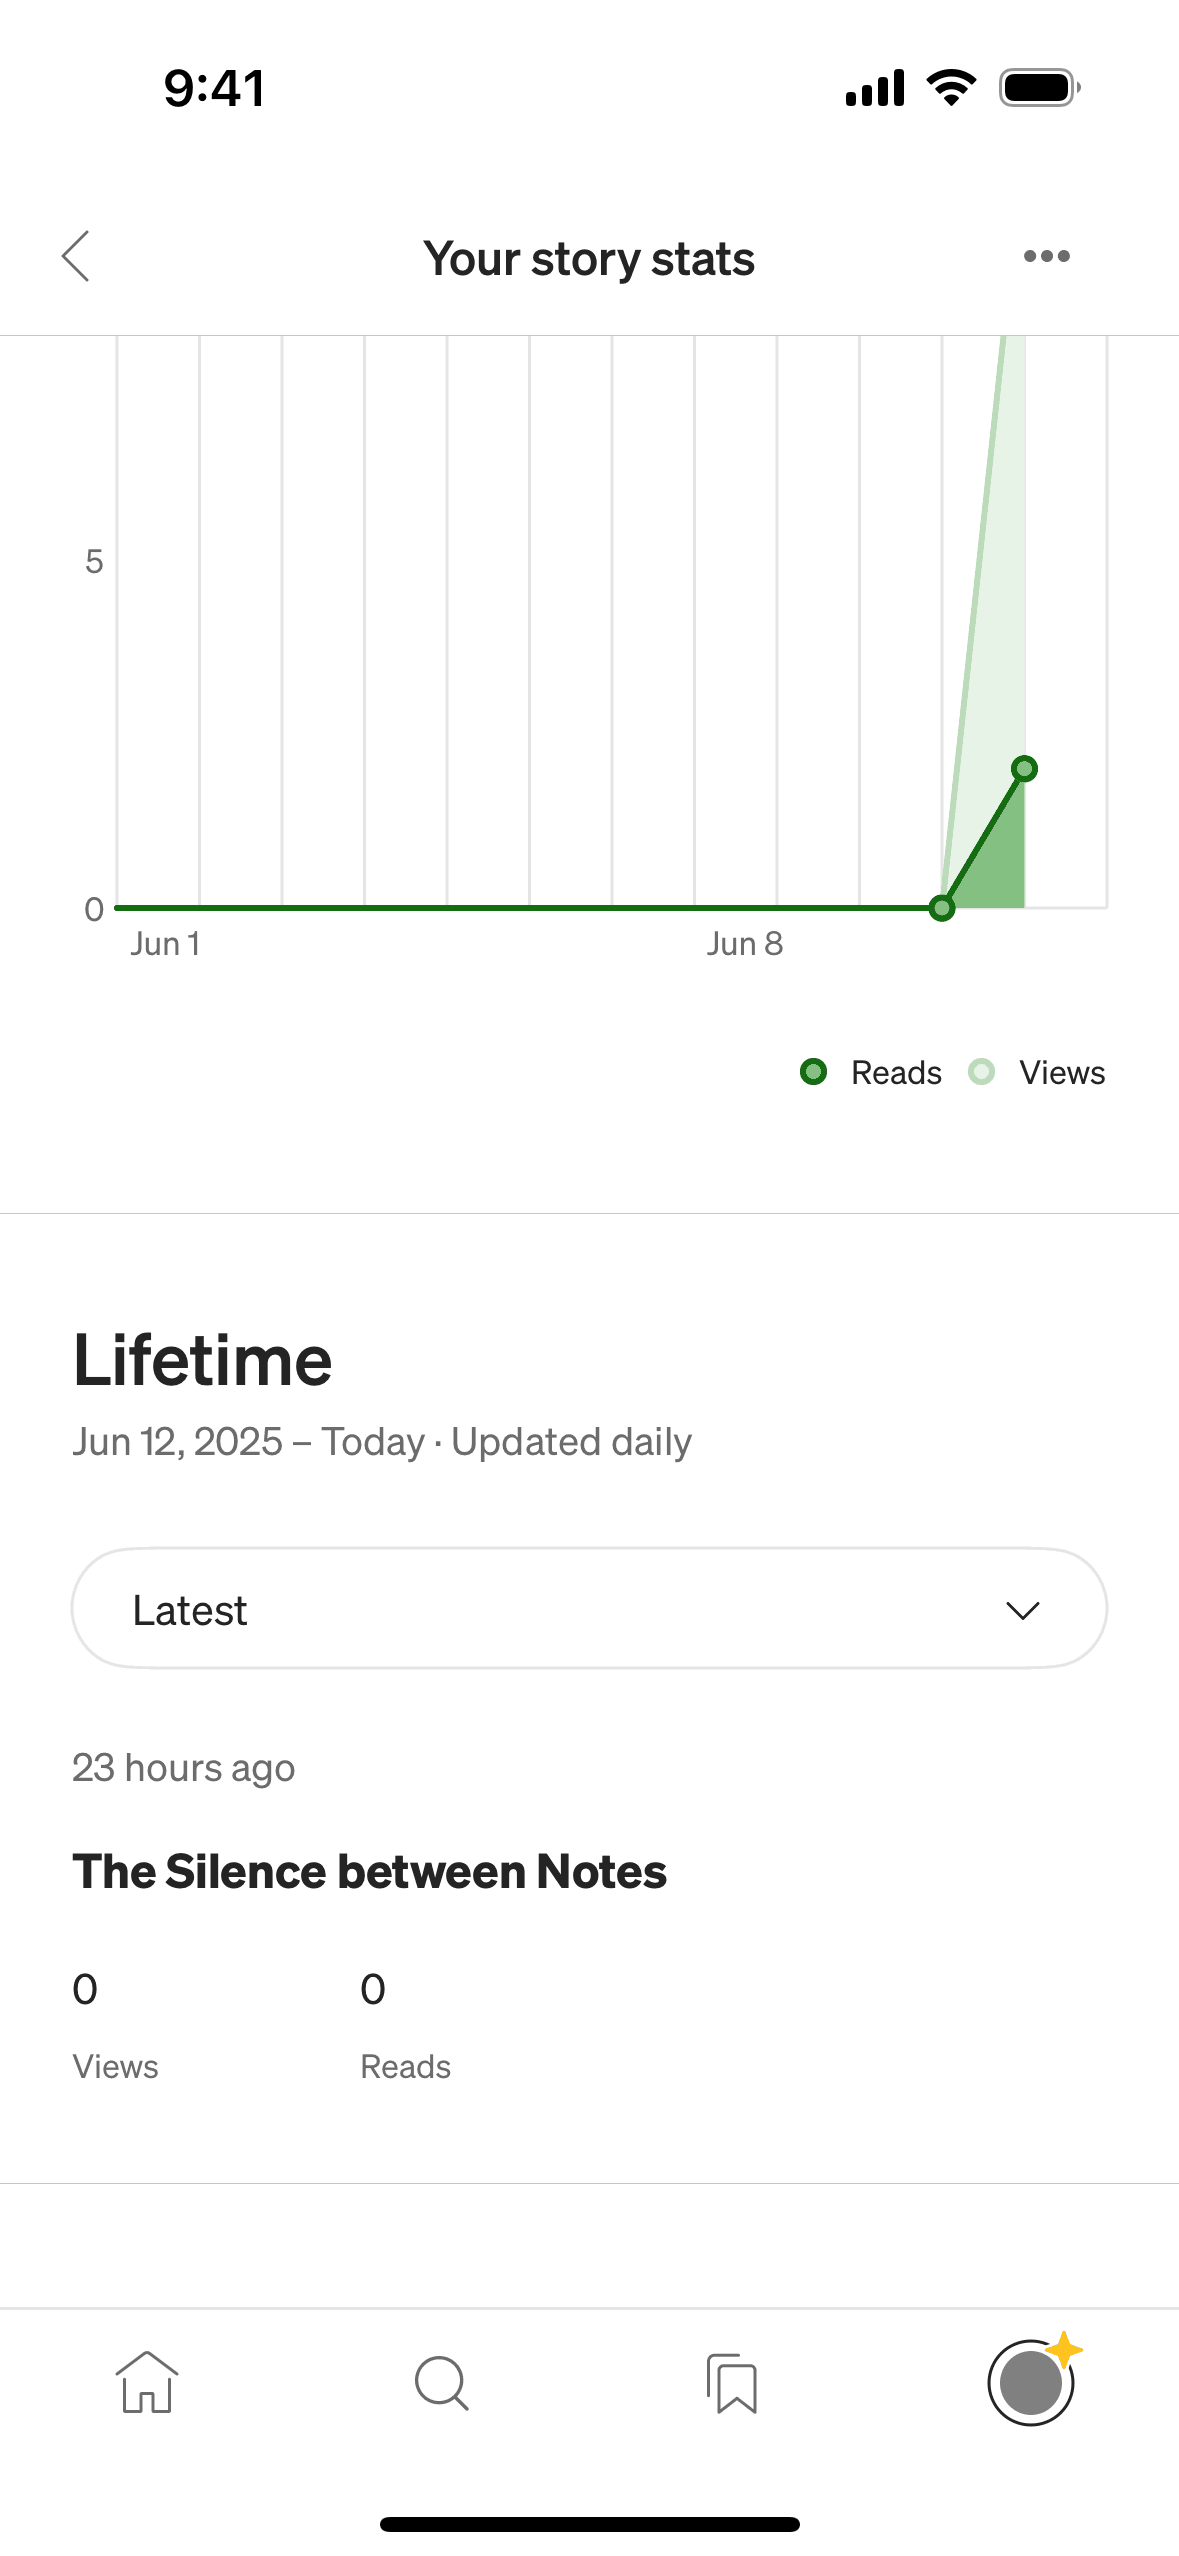 9:41
Your story stats
5
0
Jun 1 Jun 8
Reads Views
Lifetime
Jun 12, 2025 – Today · Updated daily
Latest
23 hours ago
The Silence between Notes
0 0
Views Reads